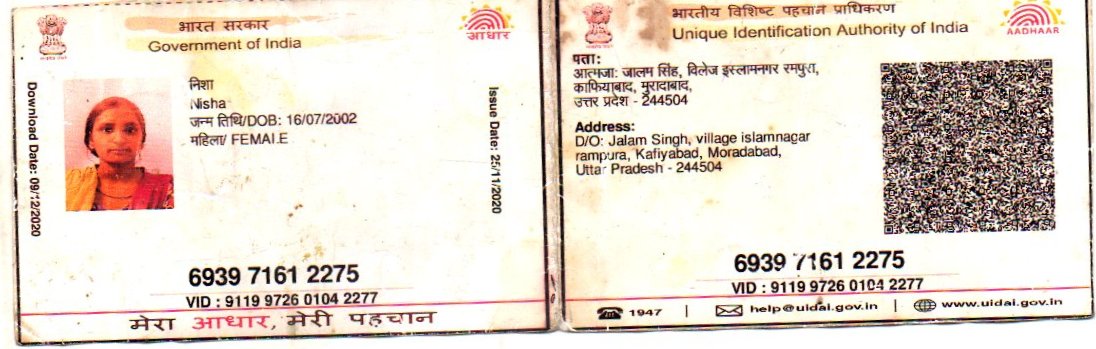 भारत सरकार
Government of India
आधार
Download Date: 09/12/2020
निशा
Nisha
जन्म तिथि/DOB: 16/07/2002
महिला/ FEMALE
Issue Date: 25/11/2020
6939 7161 2275
VID : 9119 9726 0104 2277
मेरा आधार, मेरी पहचान
भारतीय विशिष्ट पहचान प्राधिकरण
Unique Identification Authority of India
AADHAAR
पता:
आत्मजा: जालम सिंह, विलेज इस्लामनगर रमपुरा,
काफियाबाद, मुरादाबाद,
उत्तर प्रदेश - 244504
Address:
D/O: Jalam Singh, village islamnagar
rampura, Kafiyabad, Moradabad,
Uttar Pradesh - 244504
6939 7161 2275
VID : 9119 9726 0104 2277
1947 | help@uidai.gov.in | www.uidai.gov.in